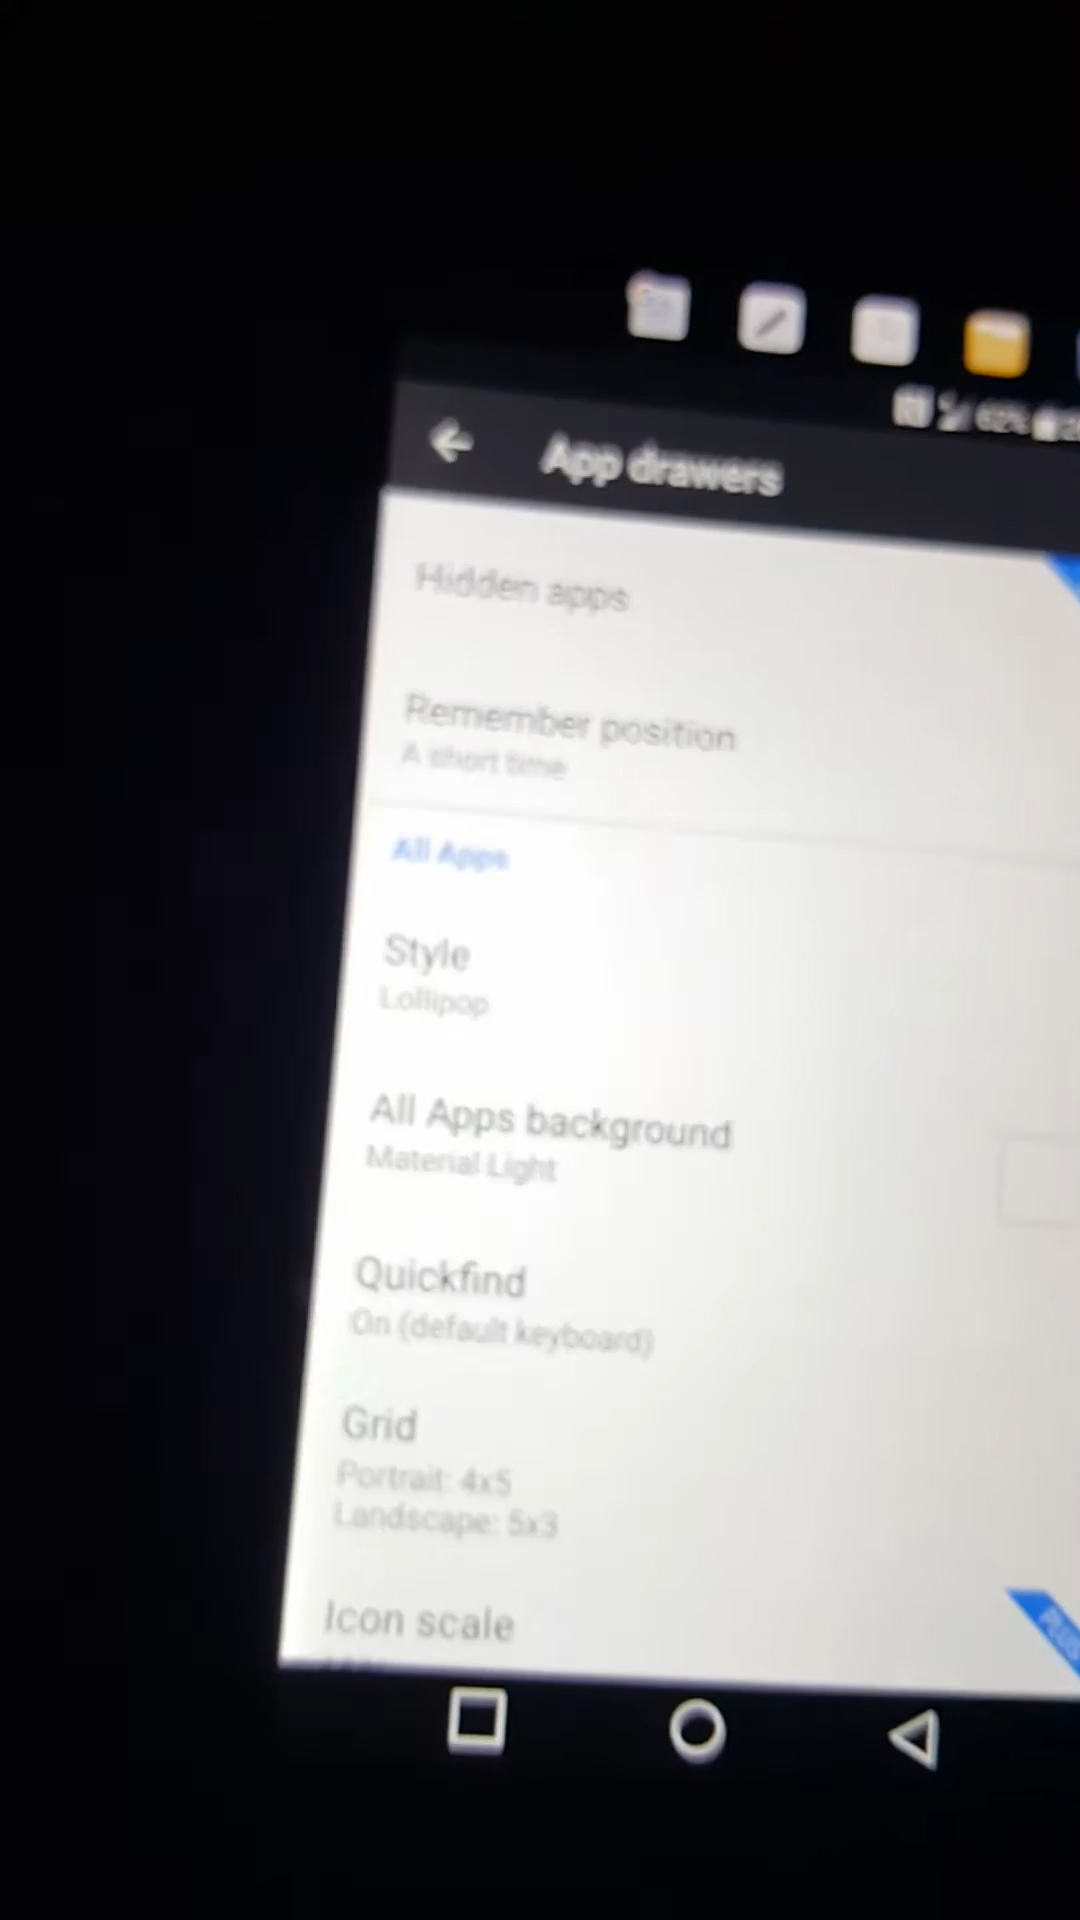 App drawers
Hidden apps
Remember position
A short time
All Apps
Style
Lollipop
All Apps background
Material Light
Quickfind
On (default keyboard)
Grid
Portrait: 4x5
Landscape: 5x3
Icon scale
PLUS